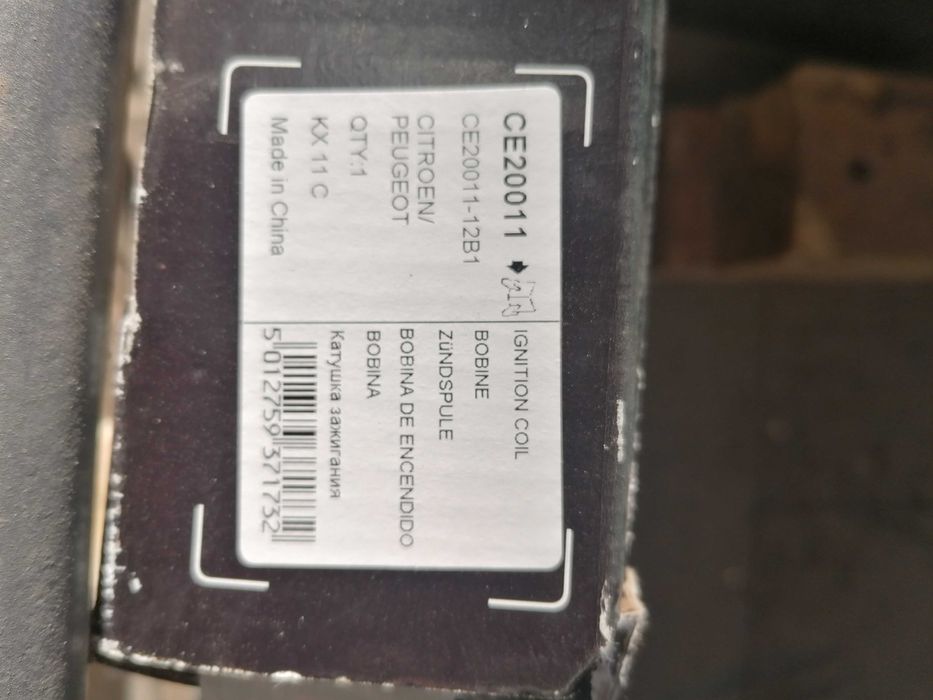 CE20011
CE20011-12B1
CITROEN/
PEUGEOT
QTY:1
KX 11 C
Made in China
IGNITION COIL
BOBINE
ZüNDSPULE
BOBINA DE ENCENDIDO
BOBINA
Катушка зажигания
5 012759 371732